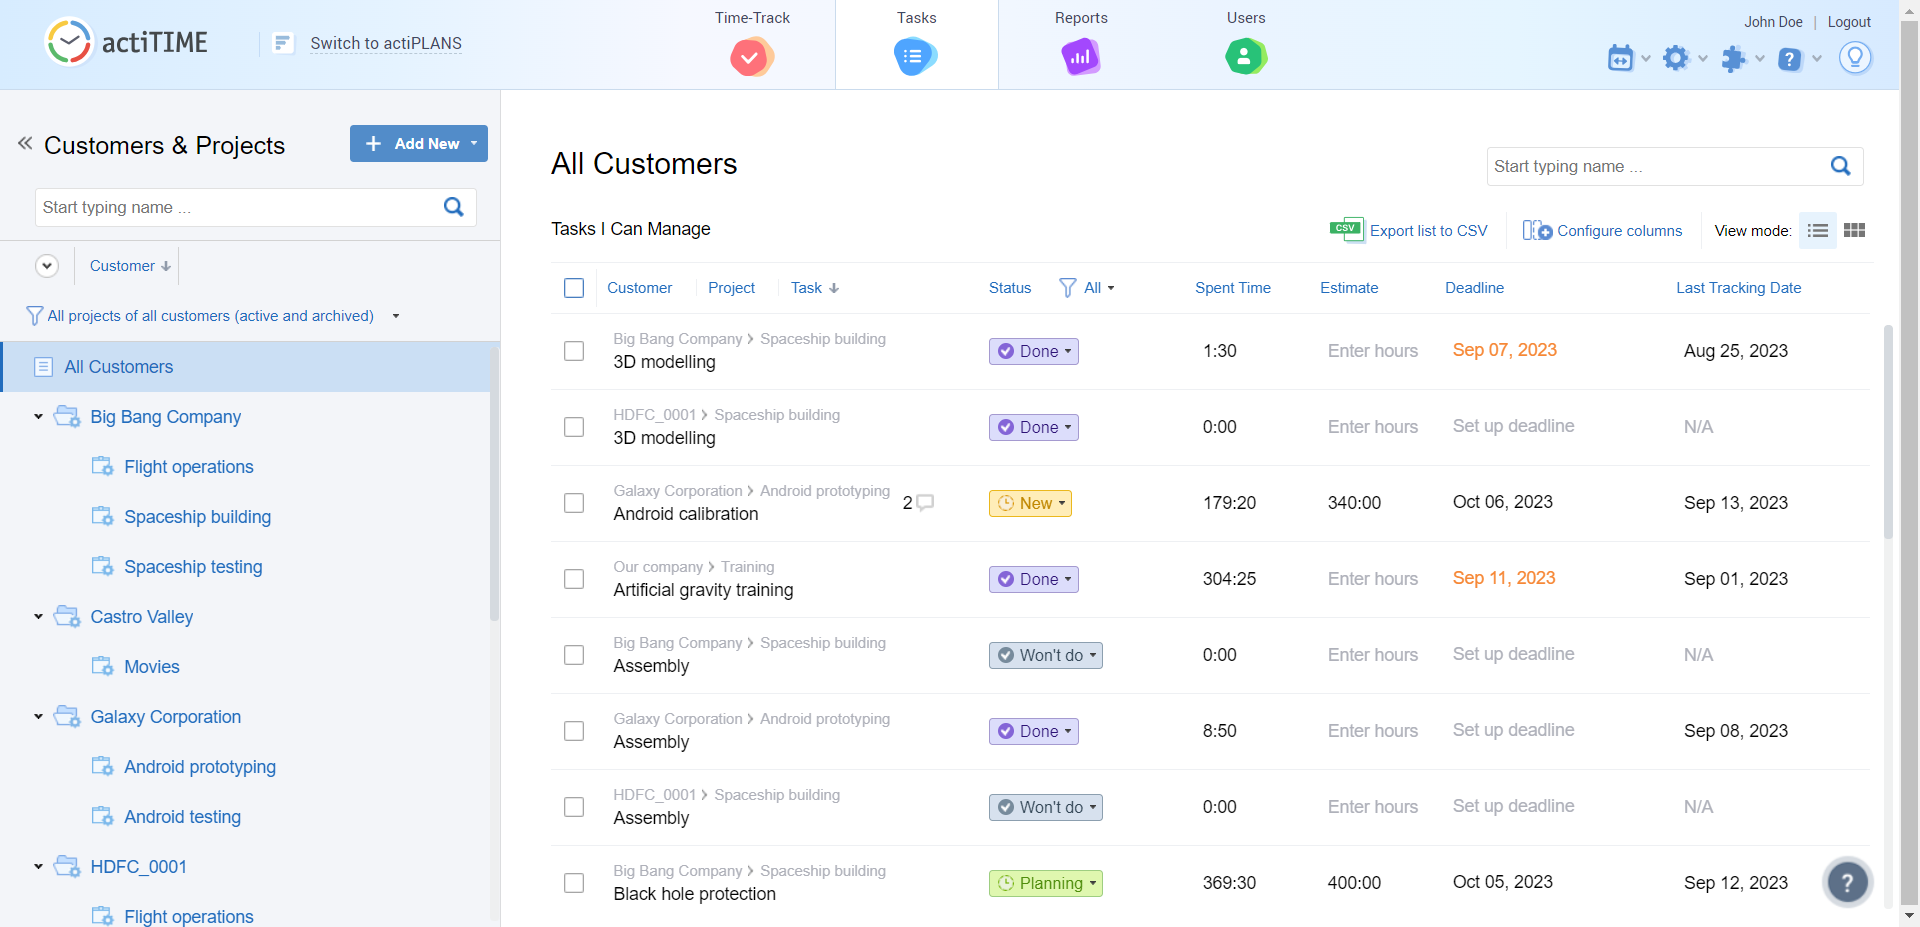 actiTIME
Switch to actiPLANS
Time-Track
Tasks
Reports
Users
John Doe | Logout
Customers & Projects
Add New
Start typing name ...
Customer
All projects of all customers (active and archived)
All Customers
Big Bang Company
Flight operations
Spaceship building
Spaceship testing
Castro Valley
Movies
Galaxy Corporation
Android prototyping
Android testing
HDFC_0001
Flight operations
All Customers
Start typing name ...
Tasks I Can Manage
CSV Export list to CSV
Configure columns
View mode:
Customer Project Task Status All Spent Time Estimate Deadline Last Tracking Date
Big Bang Company > Spaceship building
3D modelling Done 1:30 Enter hours Sep 07, 2023 Aug 25, 2023
HDFC_0001 > Spaceship building
3D modelling Done 0:00 Enter hours Set up deadline N/A
Galaxy Corporation > Android prototyping
Android calibration 2 New 179:20 340:00 Oct 06, 2023 Sep 13, 2023
Our company > Training
Artificial gravity training Done 304:25 Enter hours Sep 11, 2023 Sep 01, 2023
Big Bang Company > Spaceship building
Assembly Won't do 0:00 Enter hours Set up deadline N/A
Galaxy Corporation > Android prototyping
Assembly Done 8:50 Enter hours Set up deadline Sep 08, 2023
HDFC_0001 > Spaceship building
Assembly Won't do 0:00 Enter hours Set up deadline N/A
Big Bang Company > Spaceship building
Black hole protection Planning 369:30 400:00 Oct 05, 2023 Sep 12, 2023
?